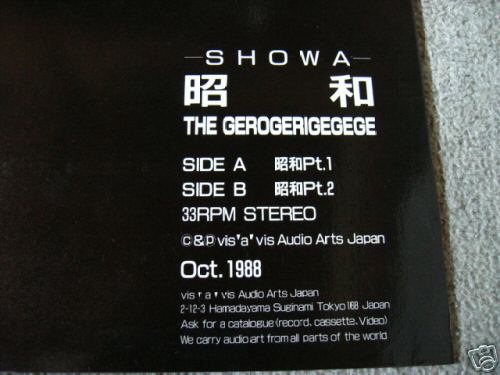 —SHOWA—
昭和
THE GEROGERIGEGEGE
SIDE A 昭和Pt.1
SIDE B 昭和Pt.2
33RPM STEREO
©&Ⓟ vis'a'vis Audio Arts Japan
Oct. 1988
vis'a'vis Audio Arts Japan
2-12-3 Hamadayama Suginami Tokyo 168 Japan
Ask for a catalogue (record, cassette, Video)
We carry audio art from all parts of the world